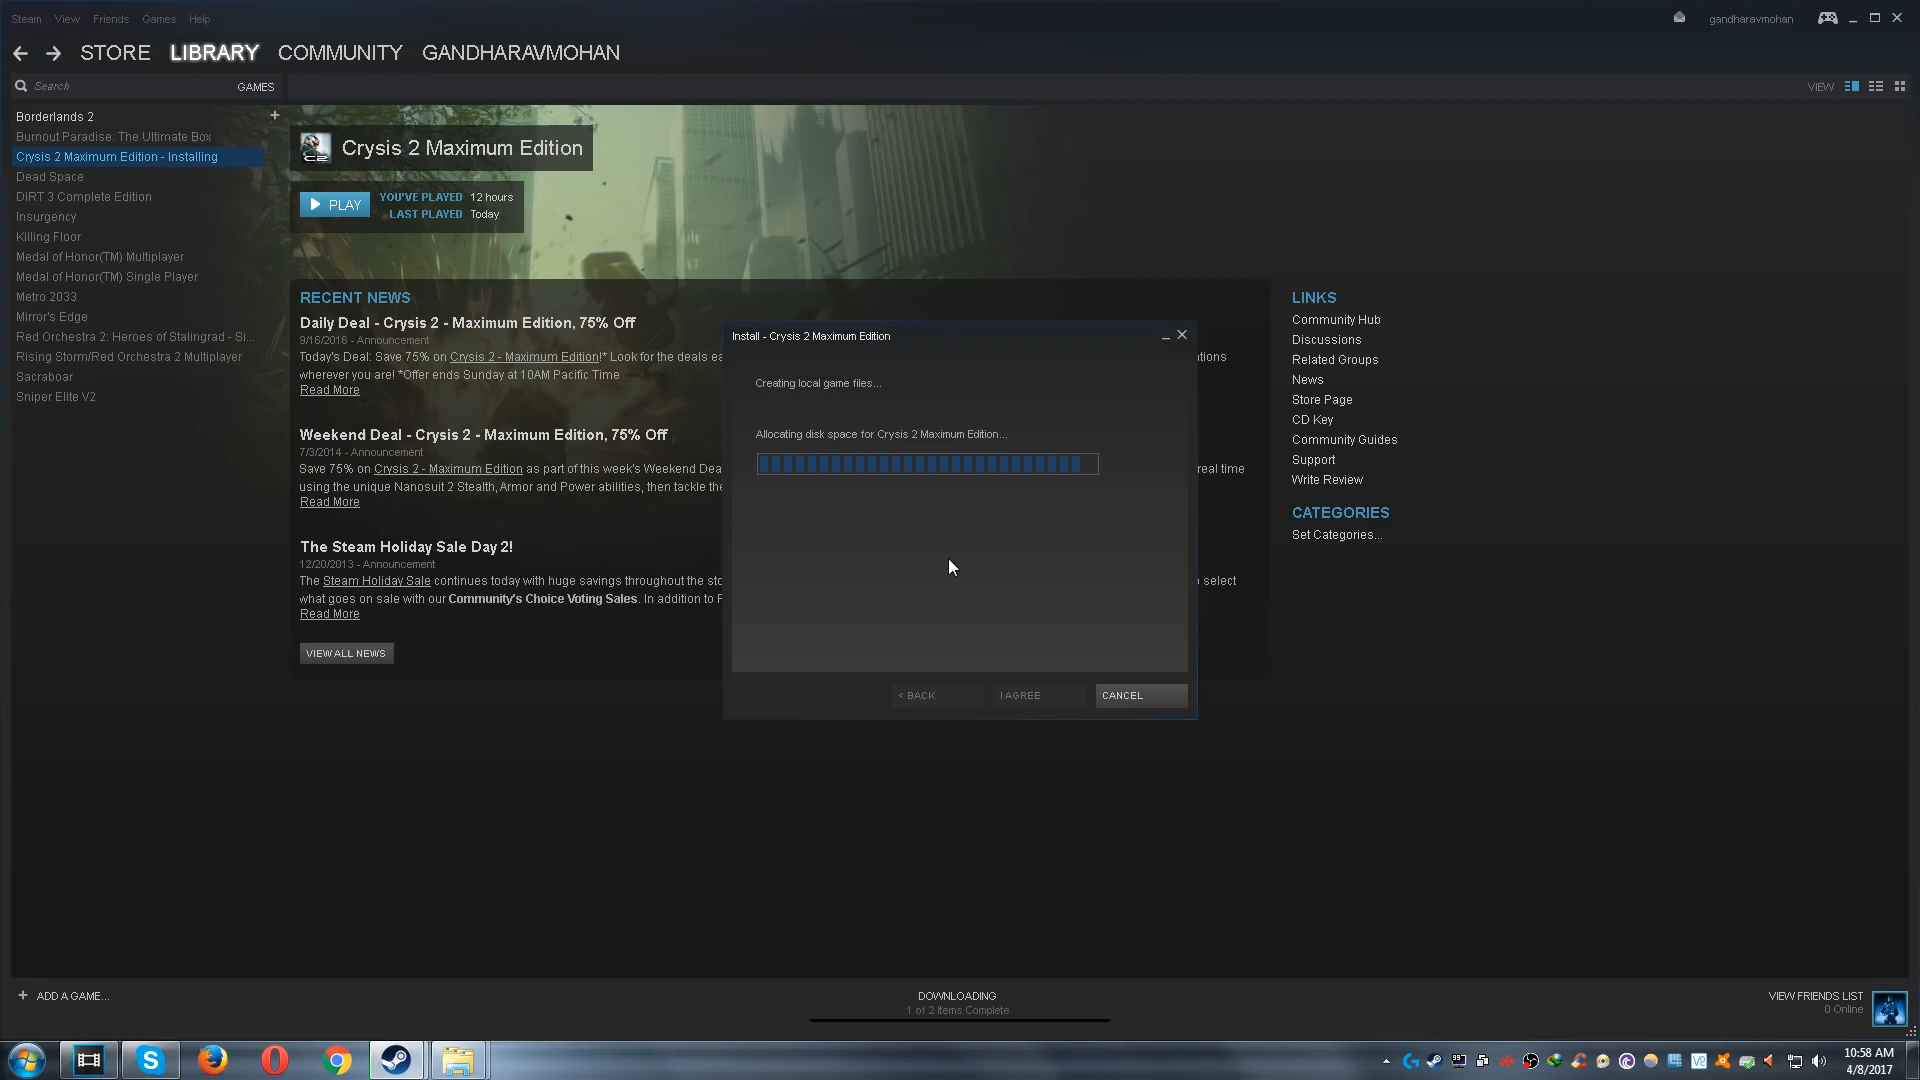 Steam View Friends Games Help
gandharavmohan
STORE LIBRARY COMMUNITY GANDHARAVMOHAN
Search
GAMES
VIEW
Borderlands 2
Burnout Paradise: The Ultimate Box
Crysis 2 Maximum Edition - Installing
Dead Space
DiRT 3 Complete Edition
Insurgency
Killing Floor
Medal of Honor(TM) Multiplayer
Medal of Honor(TM) Single Player
Metro 2033
Mirror's Edge
Red Orchestra 2: Heroes of Stalingrad - Si...
Rising Storm/Red Orchestra 2 Multiplayer
Sacraboar
Sniper Elite V2
Crysis 2 Maximum Edition
PLAY
YOU'VE PLAYED 12 hours
LAST PLAYED Today
RECENT NEWS
Daily Deal - Crysis 2 - Maximum Edition, 75% Off
9/16/2016 - Announcement
Today's Deal: Save 75% on Crysis 2 - Maximum Edition!* Look for the deals ea
wherever you are! *Offer ends Sunday at 10AM Pacific Time
Read More
Weekend Deal - Crysis 2 - Maximum Edition, 75% Off
7/3/2014 - Announcement
Save 75% on Crysis 2 - Maximum Edition as part of this week's Weekend Dea
real time
using the unique Nanosuit 2 Stealth, Armor and Power abilities, then tackle the
Read More
The Steam Holiday Sale Day 2!
12/20/2013 - Announcement
The Steam Holiday Sale continues today with huge savings throughout the sto
select
what goes on sale with our Community's Choice Voting Sales. In addition to F
Read More
VIEW ALL NEWS
Install - Crysis 2 Maximum Edition
Creating local game files...
Allocating disk space for Crysis 2 Maximum Edition...
< BACK
I AGREE
CANCEL
LINKS
Community Hub
Discussions
Related Groups
News
Store Page
CD Key
Community Guides
Support
Write Review
CATEGORIES
Set Categories...
+ ADD A GAME...
DOWNLOADING
1 of 2 Items Complete
VIEW FRIENDS LIST
0 Online
10:58 AM
4/8/2017